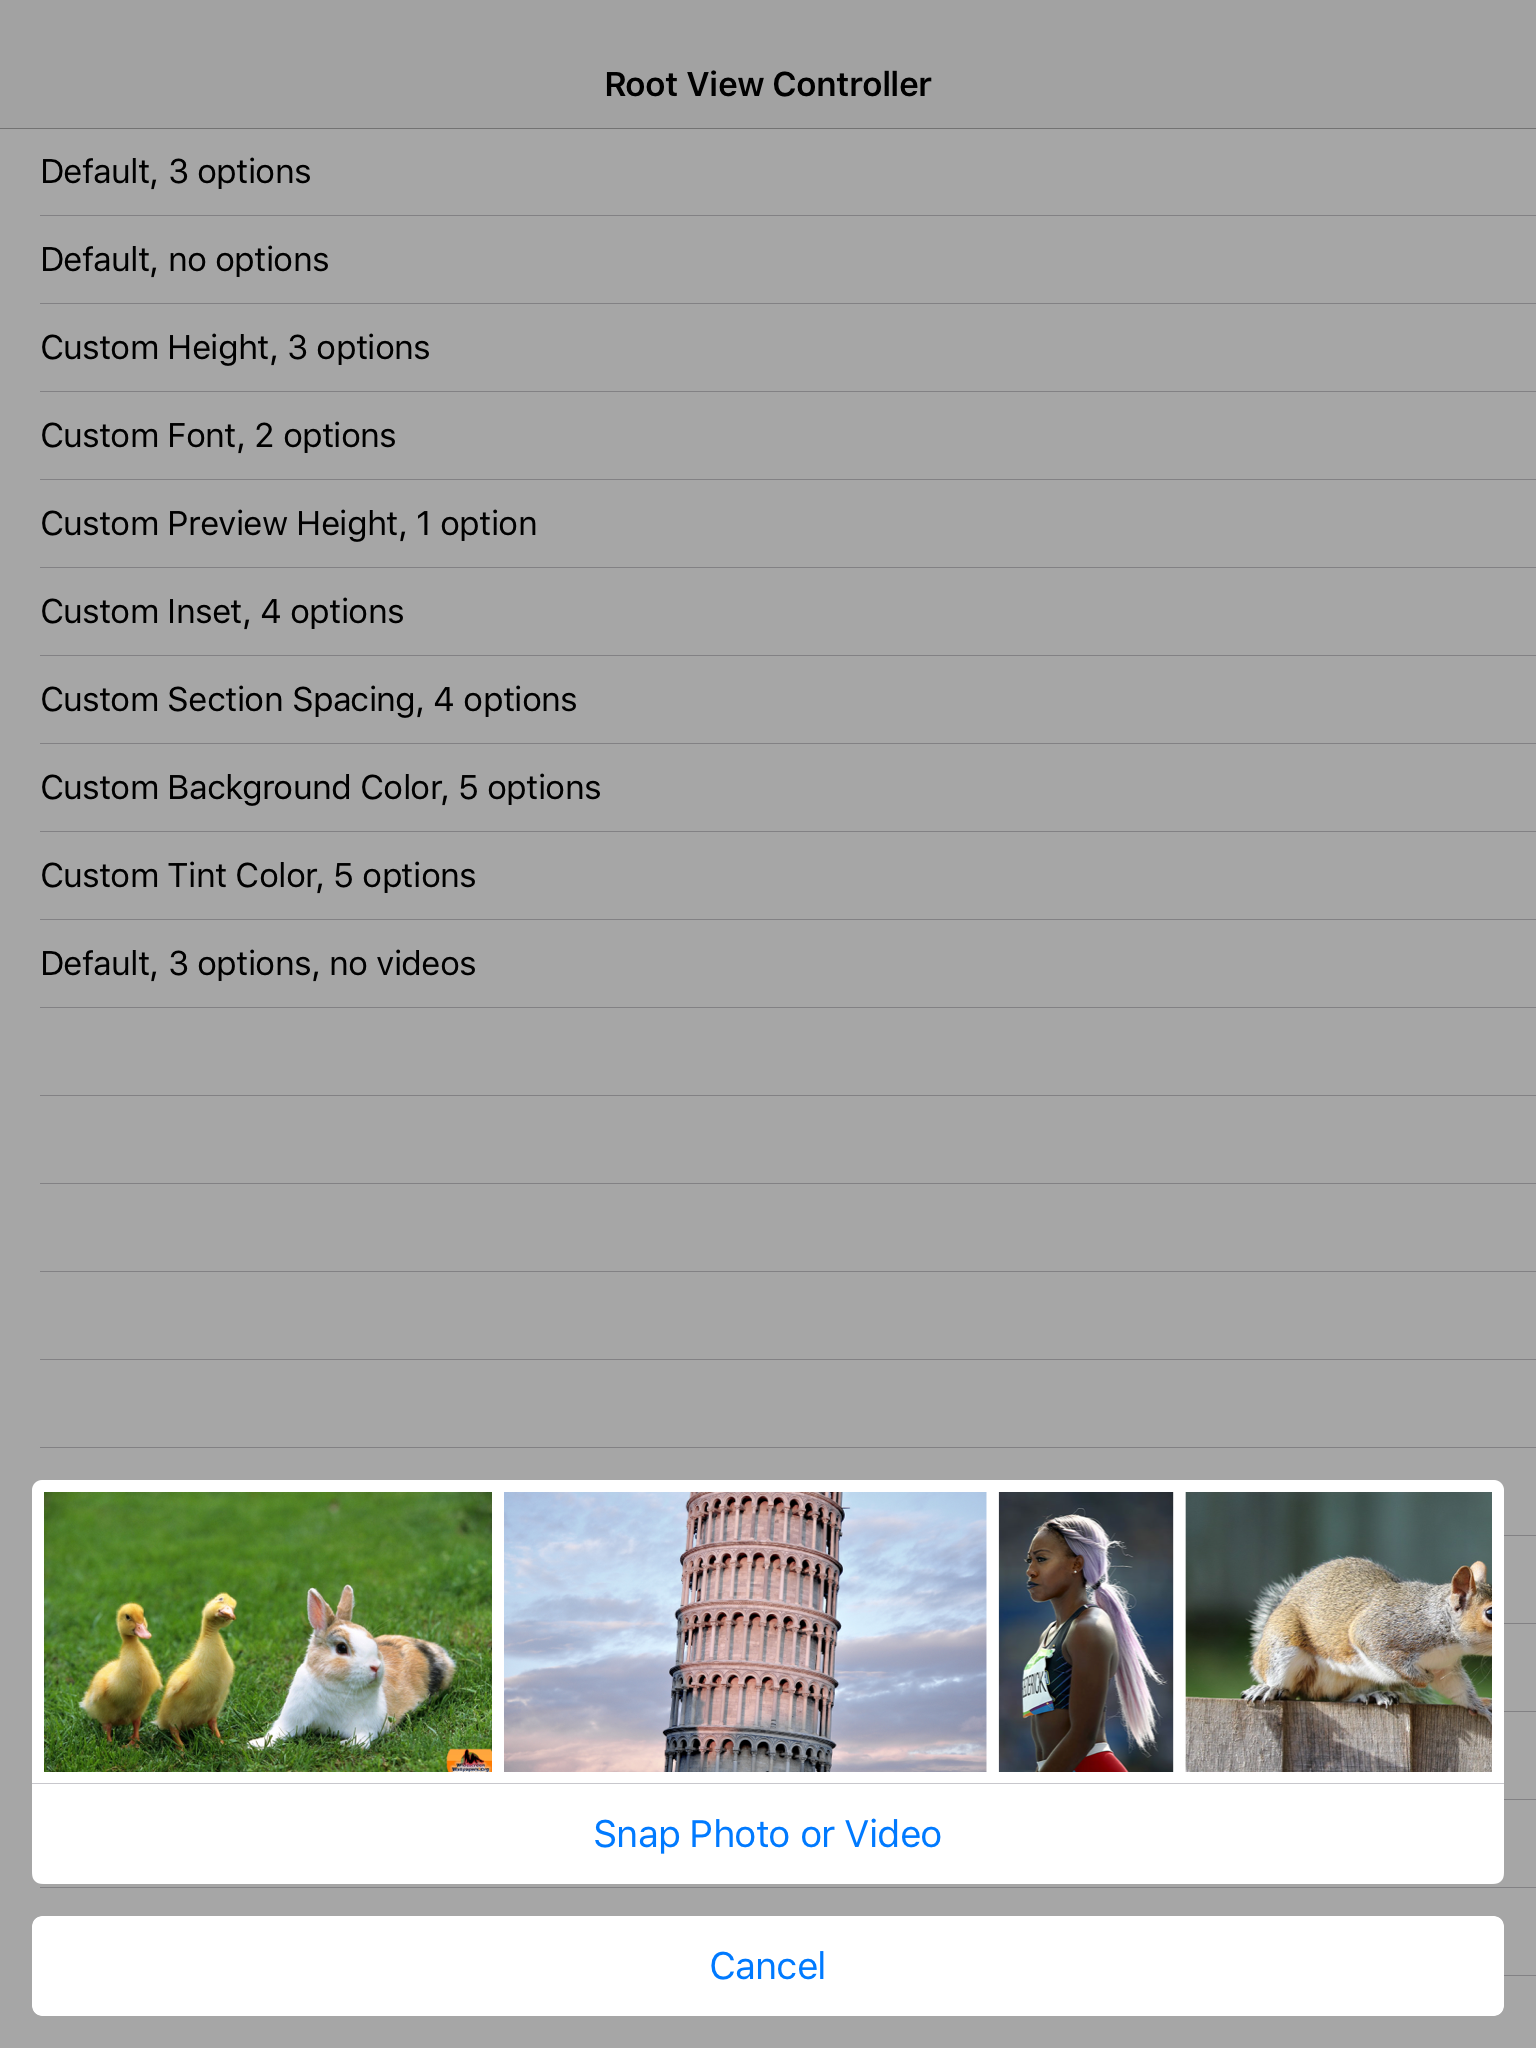 Root View Controller
Default, 3 options
Default, no options
Custom Height, 3 options
Custom Font, 2 options
Custom Preview Height, 1 option
Custom Inset, 4 options
Custom Section Spacing, 4 options
Custom Background Color, 5 options
Custom Tint Color, 5 options
Default, 3 options, no videos
Snap Photo or Video
Cancel